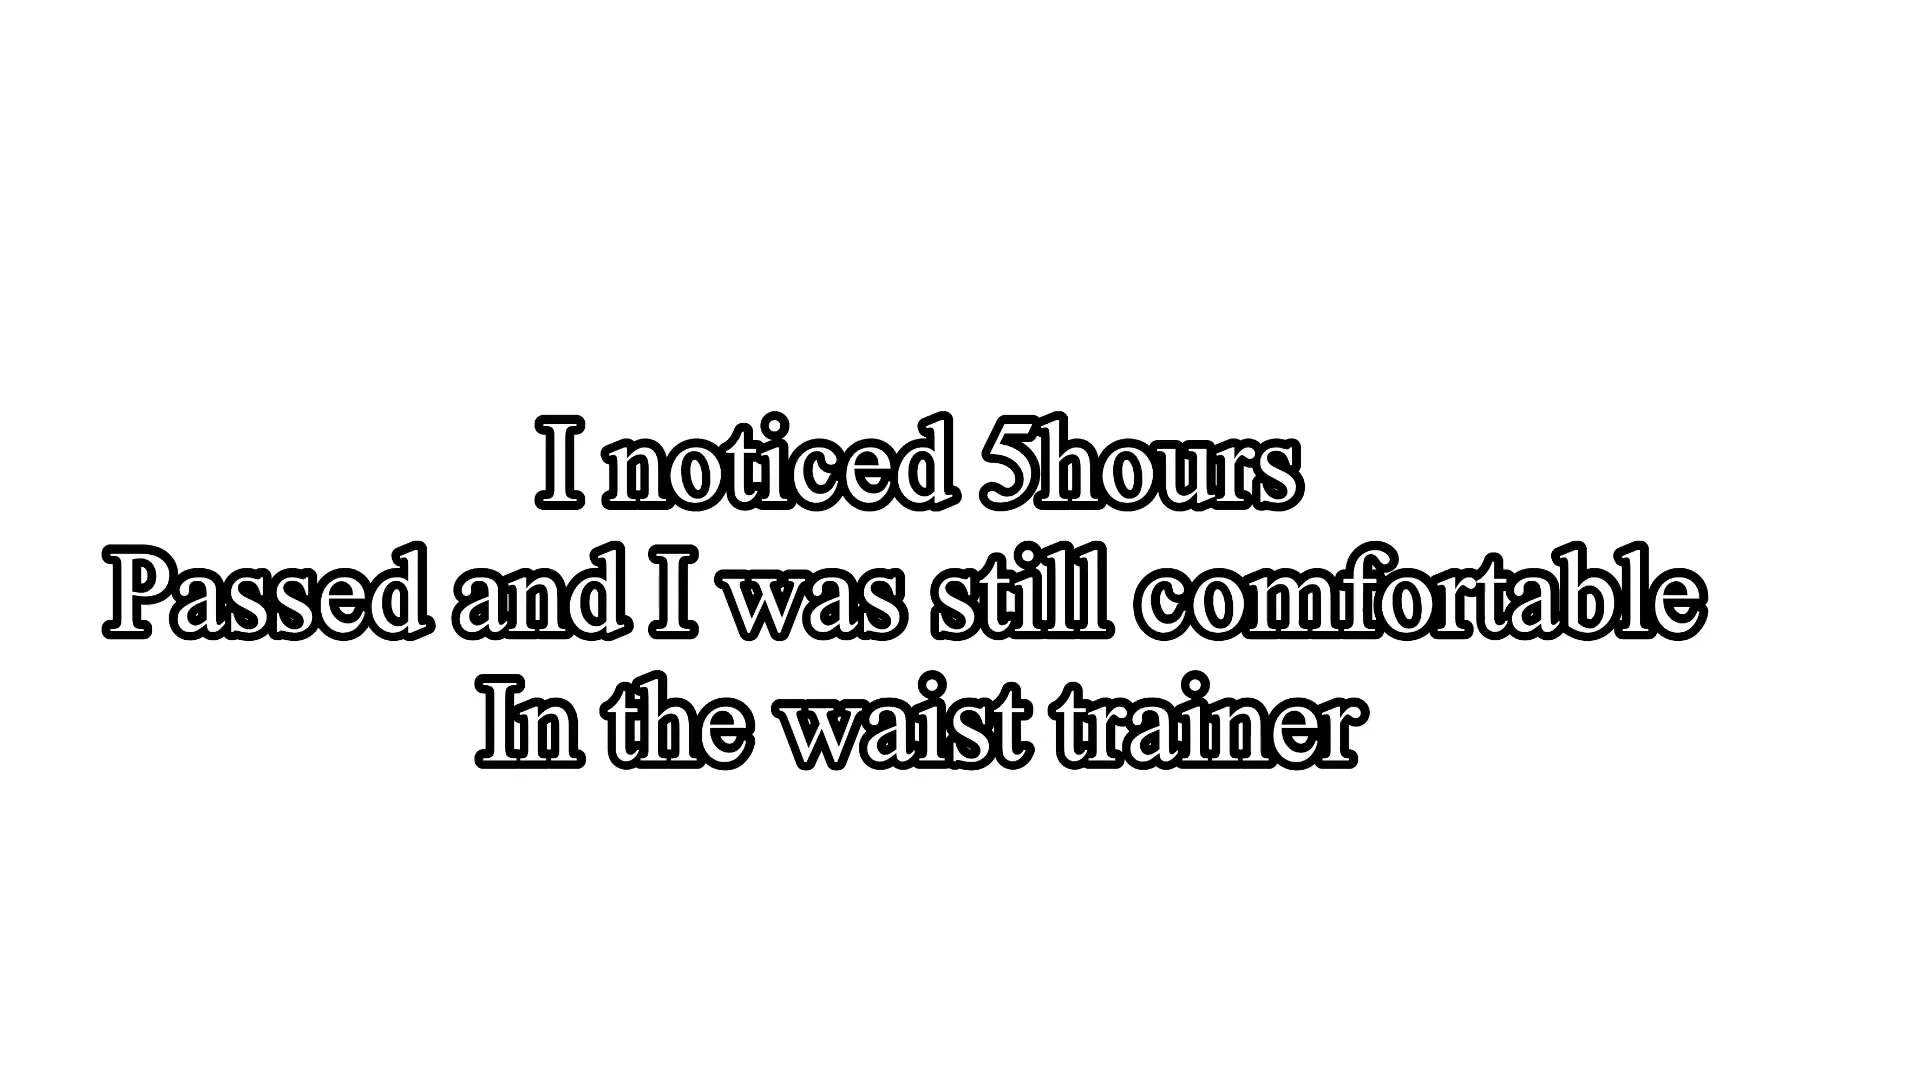 I noticed 5hours
Passed and I was still comfortable
In the waist trainer